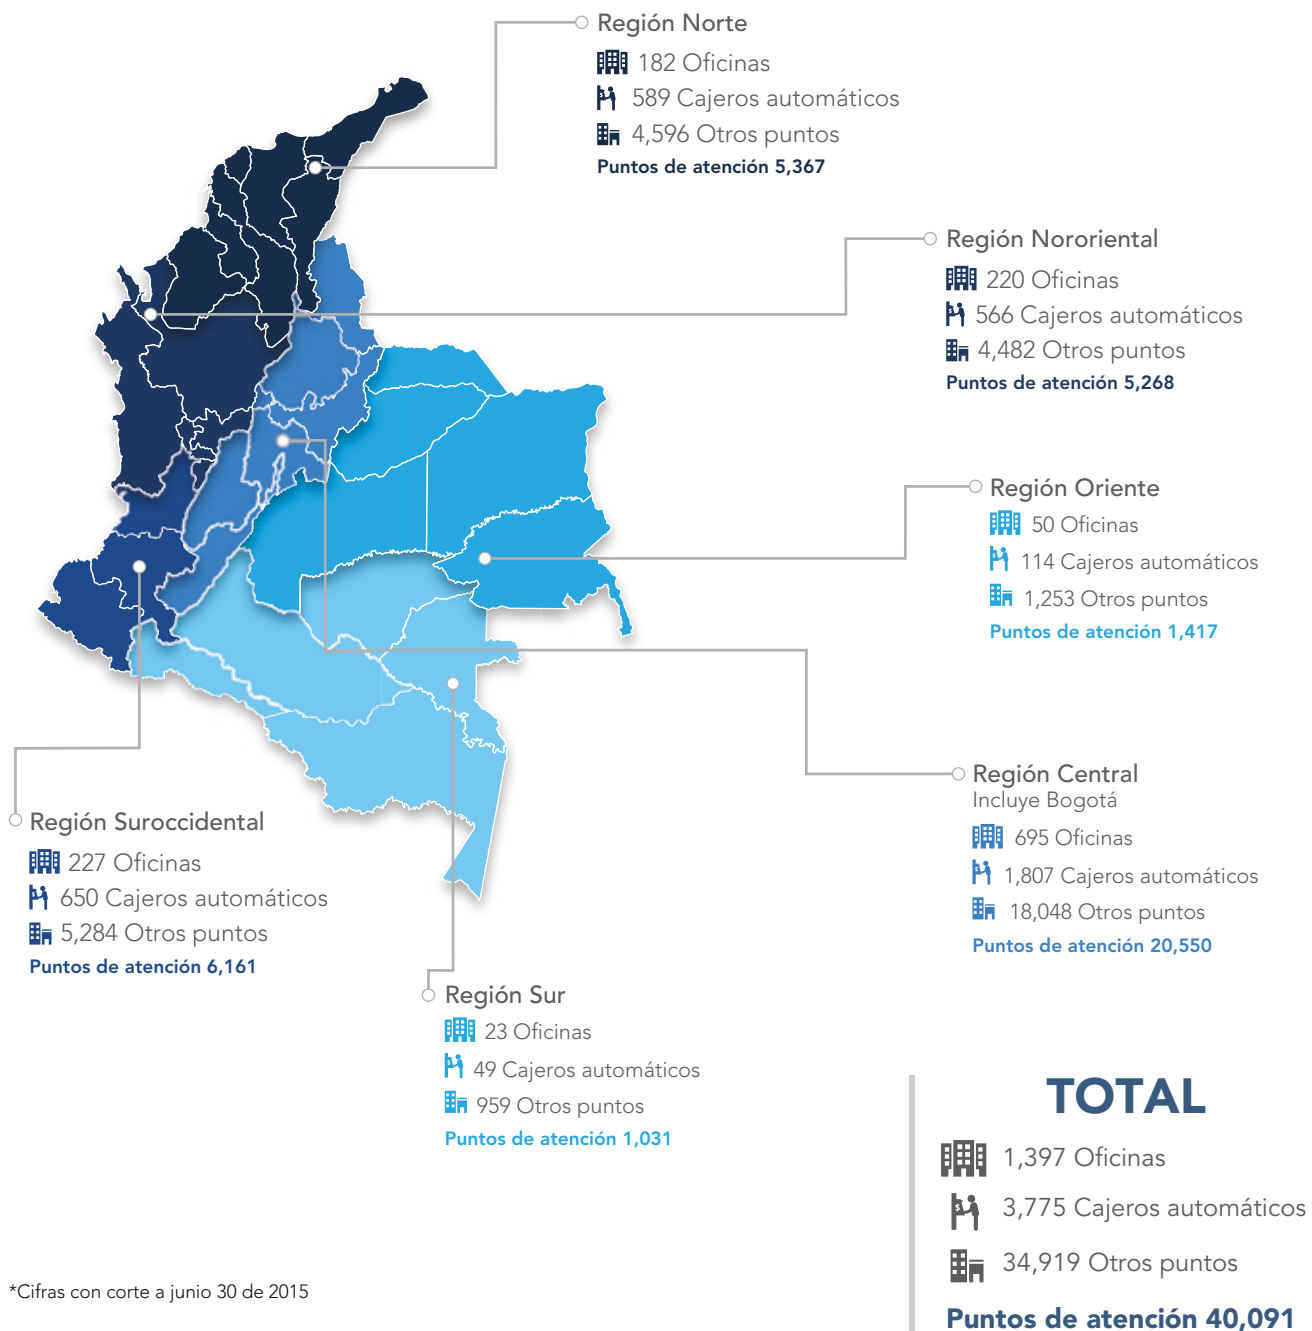 Región Norte
182 Oficinas
589 Cajeros automáticos
4,596 Otros puntos
Puntos de atención 5,367
Región Nororiental
220 Oficinas
566 Cajeros automáticos
4,482 Otros puntos
Puntos de atención 5,268
Región Oriente
50 Oficinas
114 Cajeros automáticos
1,253 Otros puntos
Puntos de atención 1,417
Región Central
Incluye Bogotá
695 Oficinas
1,807 Cajeros automáticos
18,048 Otros puntos
Puntos de atención 20,550
Región Suroccidental
227 Oficinas
650 Cajeros automáticos
5,284 Otros puntos
Puntos de atención 6,161
Región Sur
23 Oficinas
49 Cajeros automáticos
959 Otros puntos
Puntos de atención 1,031
TOTAL
1,397 Oficinas
3,775 Cajeros automáticos
34,919 Otros puntos
Puntos de atención 40,091
*Cifras con corte a junio 30 de 2015